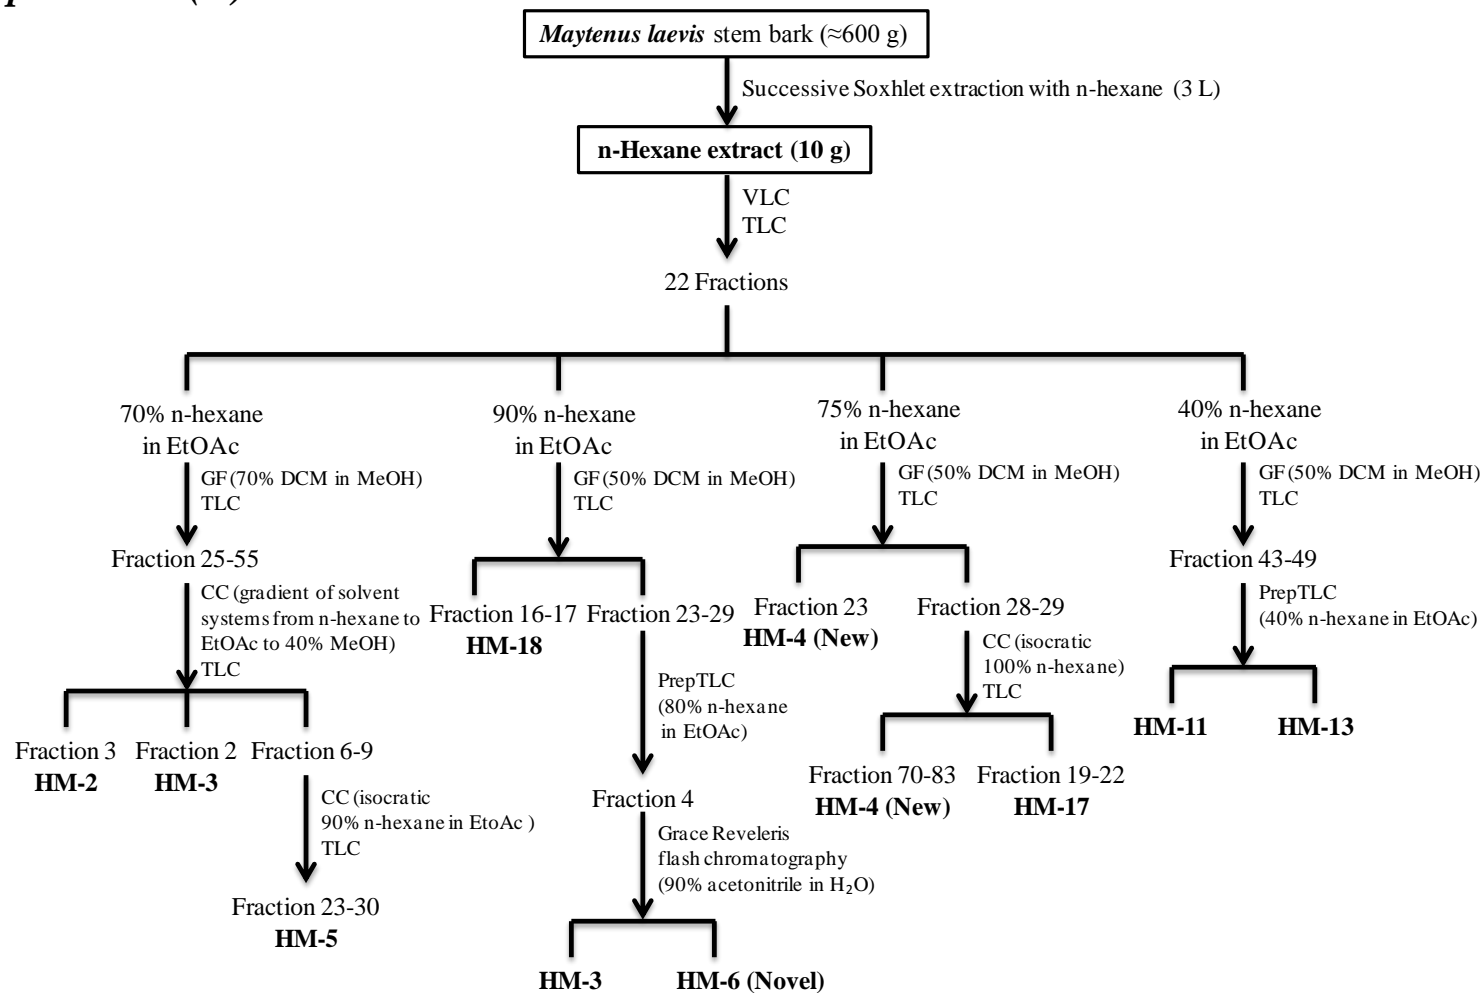 Maytenus laevis stem bark (≈600 g)
Successive Soxhlet extraction with n-hexane (3 L)
n-Hexane extract (10 g)
VLC
TLC
22 Fractions
70% n-hexane
in EtOAc
GF (70% DCM in MeOH)
TLC
Fraction 25-55
CC (gradient of solvent
systems from n-hexane to
EtOAc to 40% MeOH)
TLC
Fraction 3
HM-2
Fraction 2
HM-3
Fraction 6-9
CC (isocratic
90% n-hexane in EtoAc )
TLC
Fraction 23-30
HM-5
90% n-hexane
in EtOAc
GF (50% DCM in MeOH)
TLC
Fraction 16-17
HM-18
Fraction 23-29
PrepTLC
(80% n-hexane
in EtOAc)
Fraction 4
Grace Reveleris
flash chromatography
(90% acetonitrile in H₂O)
HM-3
HM-6 (Novel)
75% n-hexane
in EtOAc
GF (50% DCM in MeOH)
TLC
Fraction 23
HM-4 (New)
Fraction 28-29
CC (isocratic
100% n-hexane)
TLC
Fraction 70-83
HM-4 (New)
Fraction 19-22
HM-17
40% n-hexane
in EtOAc
GF (50% DCM in MeOH)
TLC
Fraction 43-49
PrepTLC
(40% n-hexane in EtOAc)
HM-11
HM-13